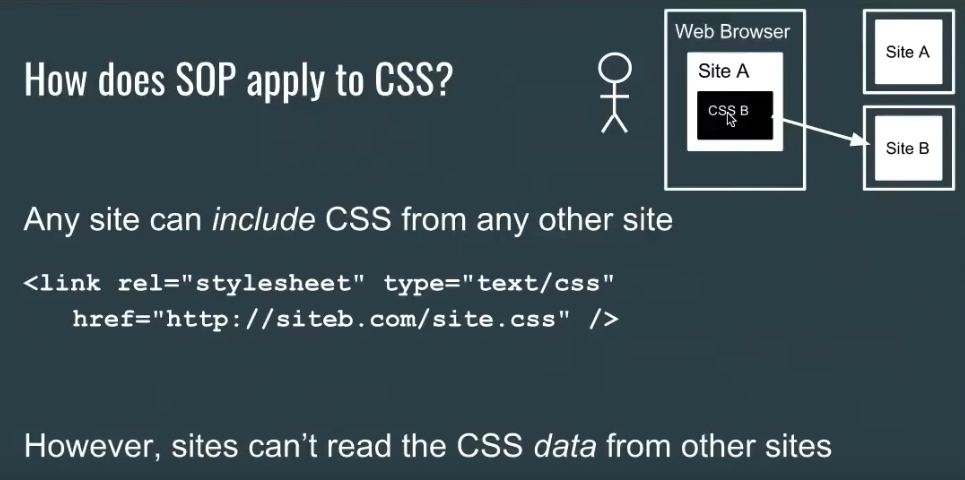 How does SOP apply to CSS?
Web Browser
Site A
CSS B
Site A
Site B
Any site can include CSS from any other site
<link rel="stylesheet" type="text/css"
href="http://siteb.com/site.css" />
However, sites can't read the CSS data from other sites